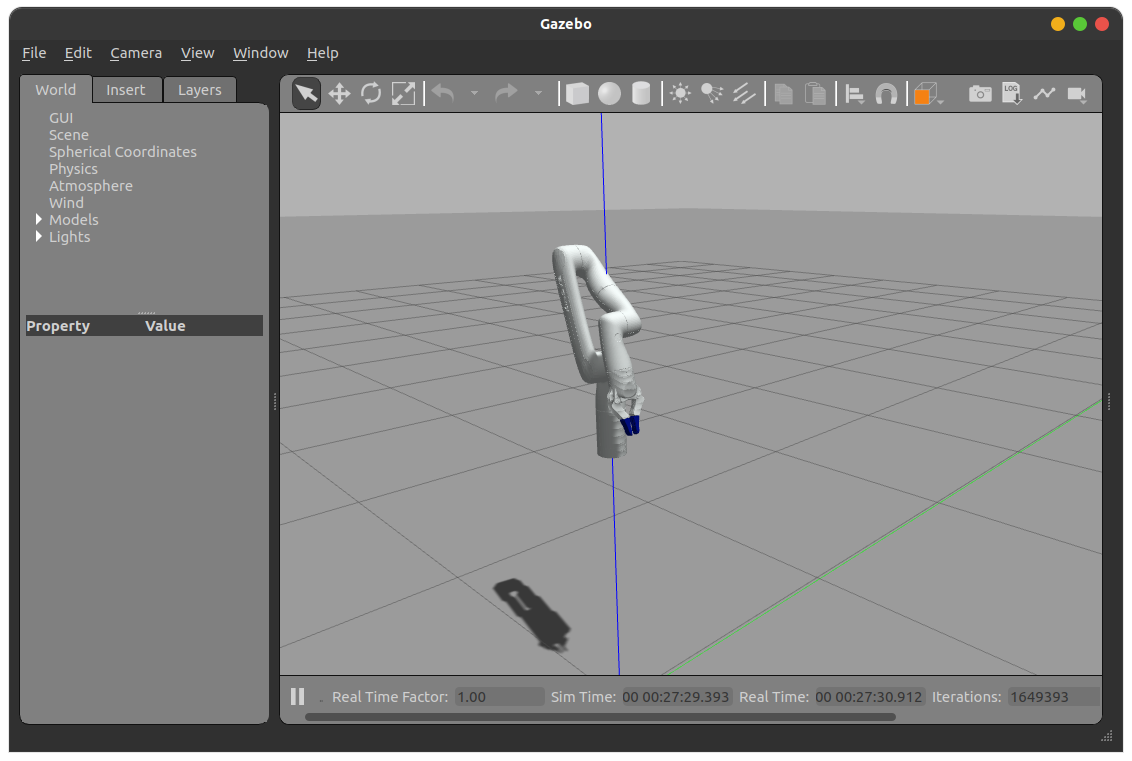 Gazebo
File Edit Camera View Window Help
World Insert Layers
LOG
GUI
Scene
Spherical Coordinates
Physics
Atmosphere
Wind
Models
Lights
Property Value
Real Time Factor: 1.00 Sim Time: 00 00:27:29.393 Real Time: 00 00:27:30.912 Iterations: 1649393